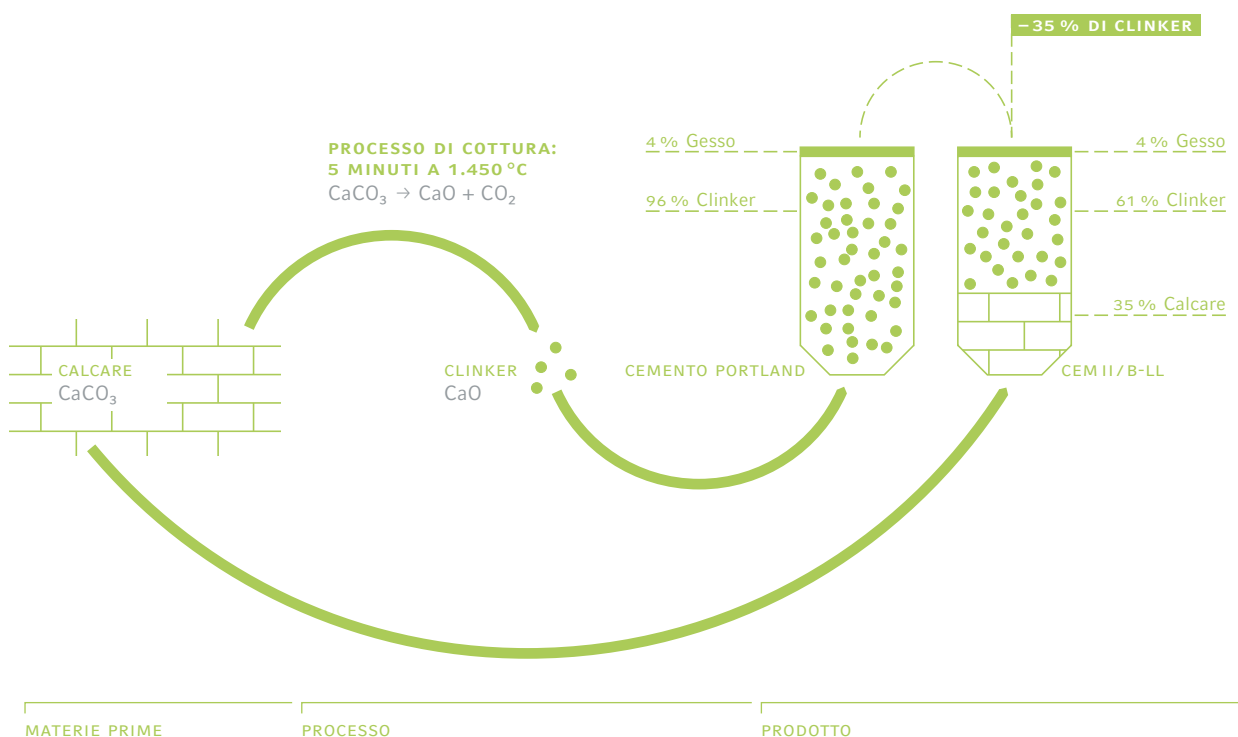 −35 % DI CLINKER
PROCESSO DI COTTURA:
5 MINUTI A 1.450 °C
CaCO₃ → CaO + CO₂
4 % Gesso
96 % Clinker
4 % Gesso
61 % Clinker
35 % Calcare
CALCARE
CaCO₃
CLINKER
CaO
CEMENTO PORTLAND
CEM II / B-LL
MATERIE PRIME
PROCESSO
PRODOTTO